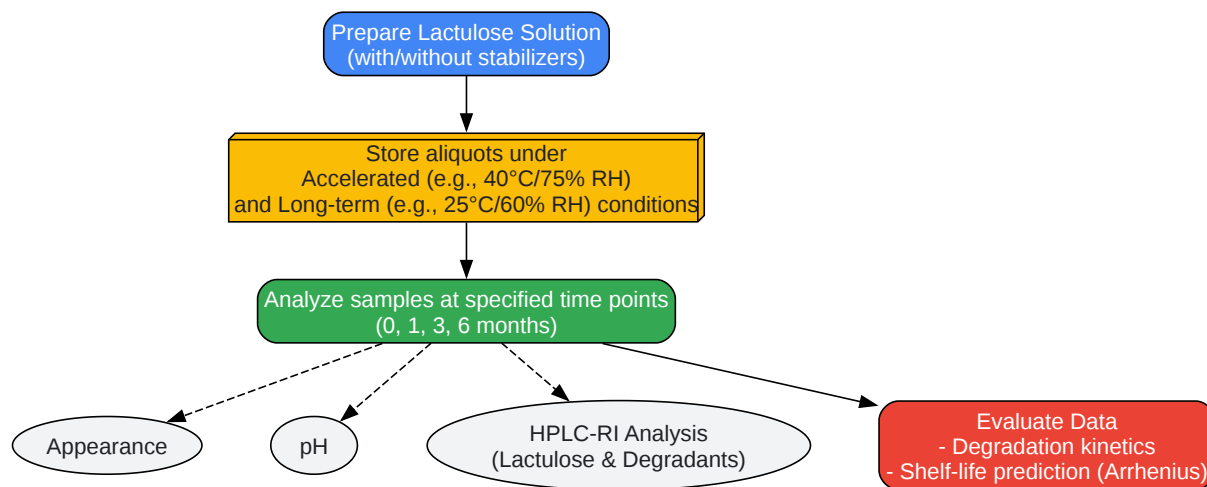 Prepare Lactulose Solution
(with/without stabilizers)
Store aliquots under
Accelerated (e.g., 40°C/75% RH)
and Long-term (e.g., 25°C/60% RH) conditions
Analyze samples at specified time points
(0, 1, 3, 6 months)
Appearance
pH
HPLC-RI Analysis
(Lactulose & Degradants)
Evaluate Data
- Degradation kinetics
- Shelf-life prediction (Arrhenius)